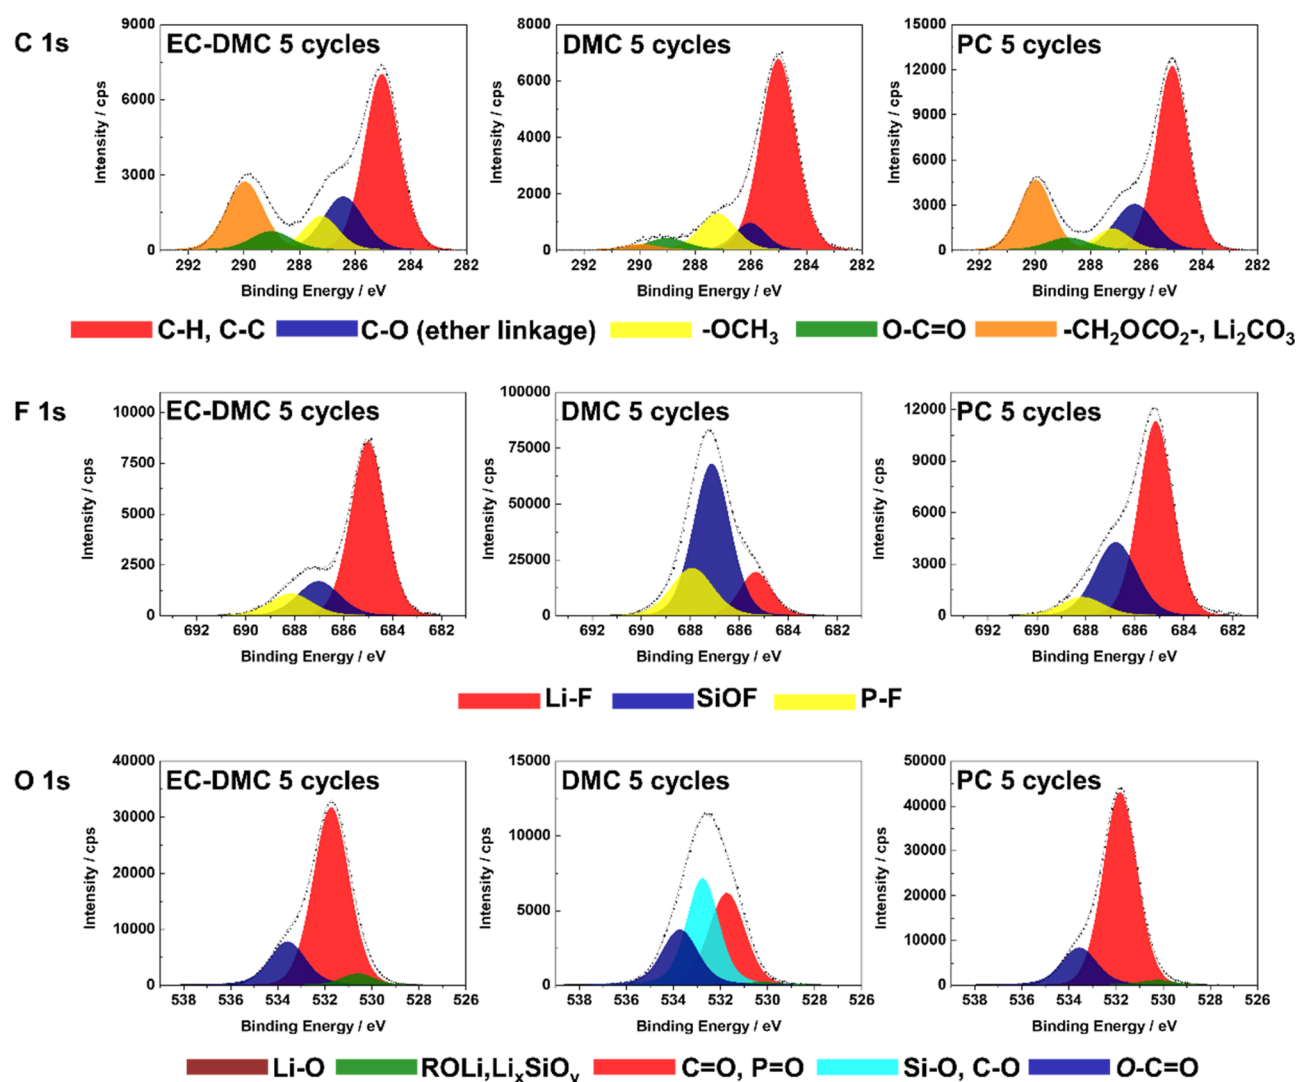 C 1s
EC-DMC 5 cycles
DMC 5 cycles
PC 5 cycles
Intensity / cps
9000
6000
3000
0
292 290 288 286 284 282
Binding Energy / eV
Intensity / cps
8000
6000
4000
2000
0
292 290 288 286 284 282
Binding Energy / eV
Intensity / cps
15000
12000
9000
6000
3000
0
292 290 288 286 284 282
Binding Energy / eV
C-H, C-C C-O (ether linkage) -OCH₃ O-C=O -CH₂OCO₂-, Li₂CO₃
F 1s
EC-DMC 5 cycles
DMC 5 cycles
PC 5 cycles
Intensity / cps
10000
7500
5000
2500
0
692 690 688 686 684 682
Binding Energy / eV
Intensity / cps
100000
75000
50000
25000
0
692 690 688 686 684 682
Binding Energy / eV
Intensity / cps
12000
9000
6000
3000
0
692 690 688 686 684 682
Binding Energy / eV
Li-F SiOF P-F
O 1s
EC-DMC 5 cycles
DMC 5 cycles
PC 5 cycles
Intensity / cps
40000
30000
20000
10000
0
538 536 534 532 530 528 526
Binding Energy / eV
Intensity / cps
15000
10000
5000
0
538 536 534 532 530 528 526
Binding Energy / eV
Intensity / cps
50000
40000
30000
20000
10000
0
538 536 534 532 530 528 526
Binding Energy / eV
Li-O ROLi,LiₓSiOᵧ C=O, P=O Si-O, C-O O-C=O